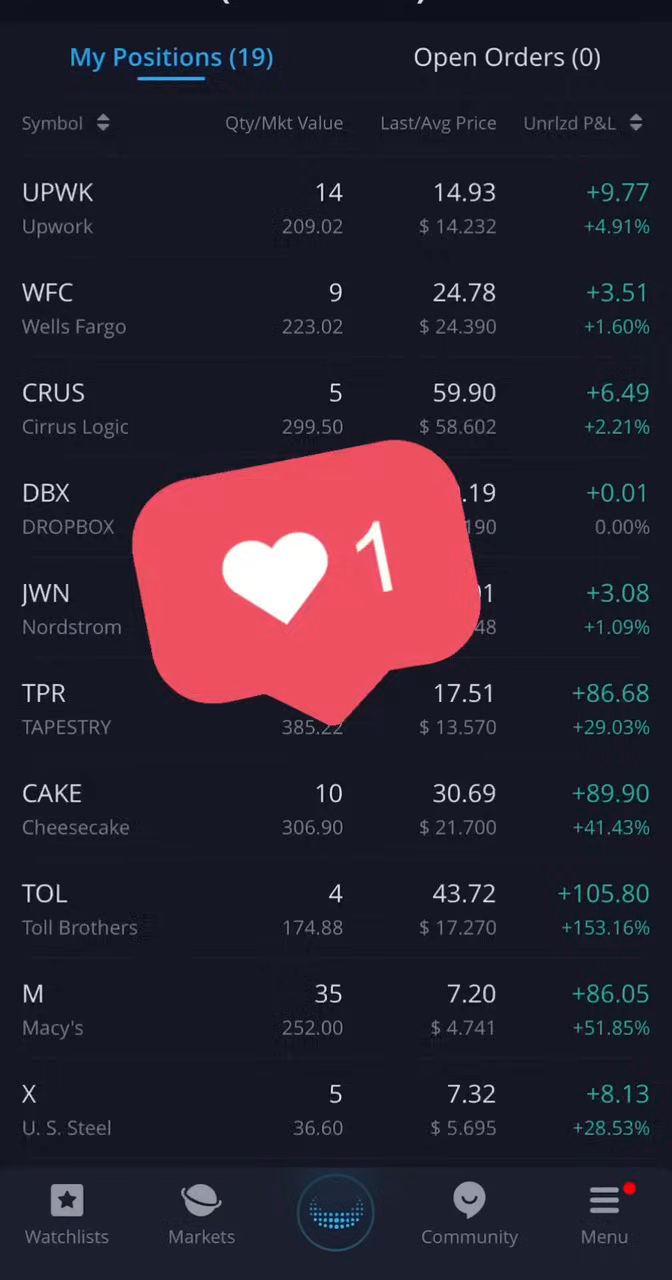 My Positions (19) Open Orders (0)
Symbol Qty/Mkt Value Last/Avg Price Unrlzd P&L
UPWK 14 14.93 +9.77
Upwork 209.02 $ 14.232 +4.91%
WFC 9 24.78 +3.51
Wells Fargo 223.02 $ 24.390 +1.60%
CRUS 5 59.90 +6.49
Cirrus Logic 299.50 $ 58.602 +2.21%
DBX .19 +0.01
DROPBOX 190 0.00%
1
JWN +3.08
Nordstrom 48 +1.09%
TPR 17.51 +86.68
TAPESTRY 385.22 $ 13.570 +29.03%
CAKE 10 30.69 +89.90
Cheesecake 306.90 $ 21.700 +41.43%
TOL 4 43.72 +105.80
Toll Brothers 174.88 $ 17.270 +153.16%
M 35 7.20 +86.05
Macy's 252.00 $ 4.741 +51.85%
X 5 7.32 +8.13
U. S. Steel 36.60 $ 5.695 +28.53%
Watchlists Markets Community Menu